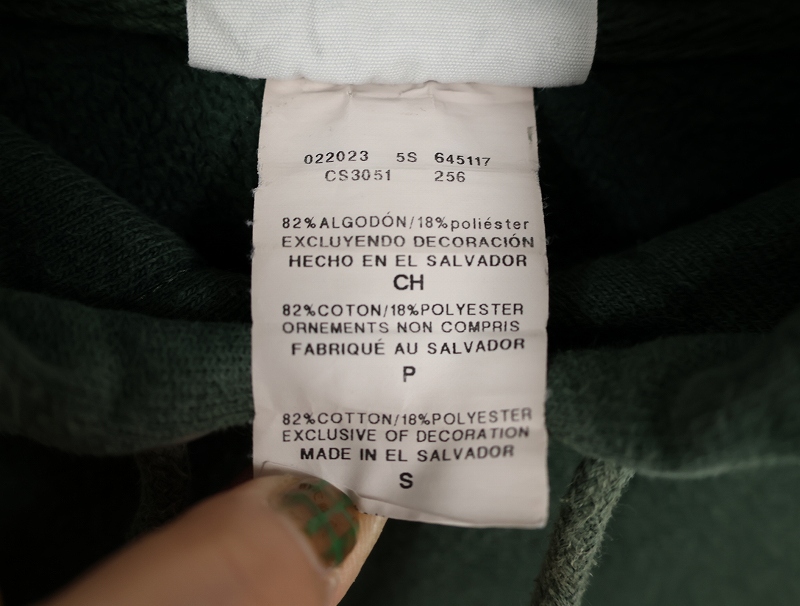 022023 5S 645117
CS3051 256
82%ALGODÓN/18%poliéster
EXCLUYENDO DECORACIÓN
HECHO EN EL SALVADOR
CH
82%COTON/18%POLYESTER
ORNEMENTS NON COMPRIS
FABRIQUÉ AU SALVADOR
P
82%COTTON/18%POLYESTER
EXCLUSIVE OF DECORATION
MADE IN EL SALVADOR
S